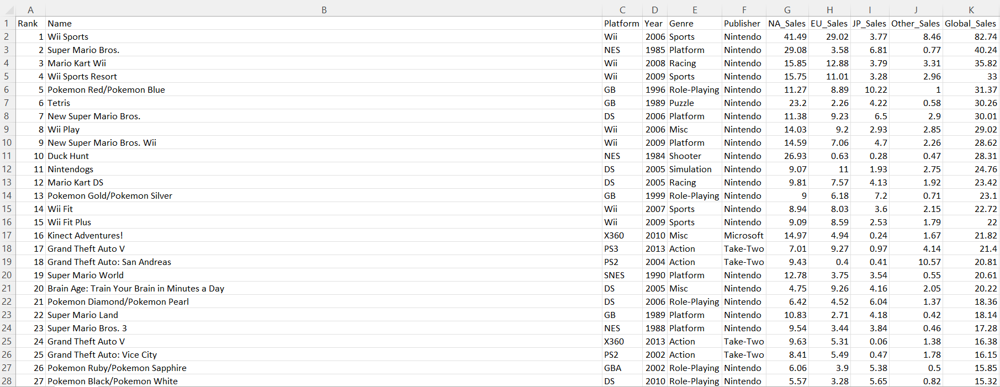 A B C D E F G H I J K
1 Rank Name Platform Year Genre Publisher NA_Sales EU_Sales JP_Sales Other_Sales Global_Sales
2 1 Wii Sports Wii 2006 Sports Nintendo 41.49 29.02 3.77 8.46 82.74
3 2 Super Mario Bros. NES 1985 Platform Nintendo 29.08 3.58 6.81 0.77 40.24
4 3 Mario Kart Wii Wii 2008 Racing Nintendo 15.85 12.88 3.79 3.31 35.82
5 4 Wii Sports Resort Wii 2009 Sports Nintendo 15.75 11.01 3.28 2.96 33
6 5 Pokemon Red/Pokemon Blue GB 1996 Role-Playing Nintendo 11.27 8.89 10.22 1 31.37
7 6 Tetris GB 1989 Puzzle Nintendo 23.2 2.26 4.22 0.58 30.26
8 7 New Super Mario Bros. DS 2006 Platform Nintendo 11.38 9.23 6.5 2.9 30.01
9 8 Wii Play Wii 2006 Misc Nintendo 14.03 9.2 2.93 2.85 29.02
10 9 New Super Mario Bros. Wii Wii 2009 Platform Nintendo 14.59 7.06 4.7 2.26 28.62
11 10 Duck Hunt NES 1984 Shooter Nintendo 26.93 0.63 0.28 0.47 28.31
12 11 Nintendogs DS 2005 Simulation Nintendo 9.07 11 1.93 2.75 24.76
13 12 Mario Kart DS DS 2005 Racing Nintendo 9.81 7.57 4.13 1.92 23.42
14 13 Pokemon Gold/Pokemon Silver GB 1999 Role-Playing Nintendo 9 6.18 7.2 0.71 23.1
15 14 Wii Fit Wii 2007 Sports Nintendo 8.94 8.03 3.6 2.15 22.72
16 15 Wii Fit Plus Wii 2009 Sports Nintendo 9.09 8.59 2.53 1.79 22
17 16 Kinect Adventures! X360 2010 Misc Microsoft 14.97 4.94 0.24 1.67 21.82
18 17 Grand Theft Auto V PS3 2013 Action Take-Two 7.01 9.27 0.97 4.14 21.4
19 18 Grand Theft Auto: San Andreas PS2 2004 Action Take-Two 9.43 0.4 0.41 10.57 20.81
20 19 Super Mario World SNES 1990 Platform Nintendo 12.78 3.75 3.54 0.55 20.61
21 20 Brain Age: Train Your Brain in Minutes a Day DS 2005 Misc Nintendo 4.75 9.26 4.16 2.05 20.22
22 21 Pokemon Diamond/Pokemon Pearl DS 2006 Role-Playing Nintendo 6.42 4.52 6.04 1.37 18.36
23 22 Super Mario Land GB 1989 Platform Nintendo 10.83 2.71 4.18 0.42 18.14
24 23 Super Mario Bros. 3 NES 1988 Platform Nintendo 9.54 3.44 3.84 0.46 17.28
25 24 Grand Theft Auto V X360 2013 Action Take-Two 9.63 5.31 0.06 1.38 16.38
26 25 Grand Theft Auto: Vice City PS2 2002 Action Take-Two 8.41 5.49 0.47 1.78 16.15
27 26 Pokemon Ruby/Pokemon Sapphire GBA 2002 Role-Playing Nintendo 6.06 3.9 5.38 0.5 15.85
28 27 Pokemon Black/Pokemon White DS 2010 Role-Playing Nintendo 5.57 3.28 5.65 0.82 15.32